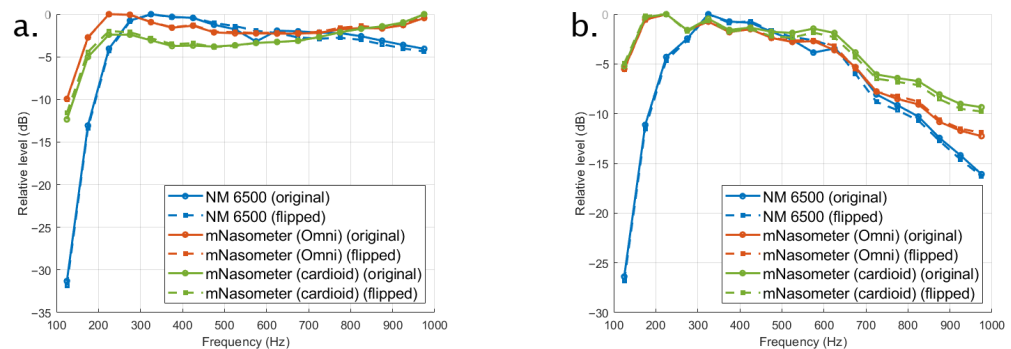 a.
0
−5
−10
−15
−20
−25
−30
−35
Relative level (dB)
NM 6500 (original)
NM 6500 (flipped)
mNasometer (Omni) (original)
mNasometer (Omni) (flipped)
mNasometer (cardioid) (original)
mNasometer (cardioid) (flipped)
100 200 300 400 500 600 700 800 900 1000
Frequency (Hz)
b.
0
−5
−10
−15
−20
−25
−30
Relative level (dB)
NM 6500 (original)
NM 6500 (flipped)
mNasometer (Omni) (original)
mNasometer (Omni) (flipped)
mNasometer (cardioid) (original)
mNasometer (cardioid) (flipped)
100 200 300 400 500 600 700 800 900 1000
Frequency (Hz)